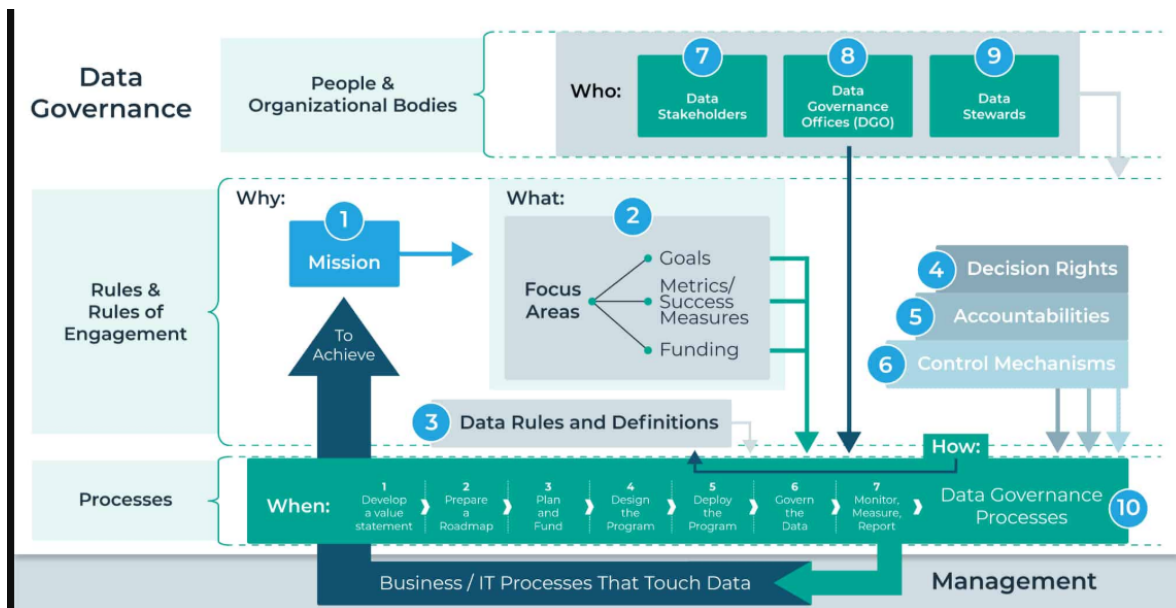 Data
Governance
People &
Organizational Bodies
Who:
7
Data
Stakeholders
8
Data
Governance
Offices (DGO)
9
Data
Stewards
Rules &
Rules of
Engagement
Why:
1
Mission
To
Achieve
What:
2
Focus
Areas
Goals
Metrics/
Success
Measures
Funding
3 Data Rules and Definitions
4 Decision Rights
5 Accountabilities
6 Control Mechanisms
How:
Processes
When:
1
Develop
a value
statement
2
Prepare
a
Roadmap
3
Plan
and
Fund
4
Design
the
Program
5
Deploy
the
Program
6
Govern
the
Data
7
Monitor,
Measure,
Report
Data Governance
Processes
10
Business / IT Processes That Touch Data
Management